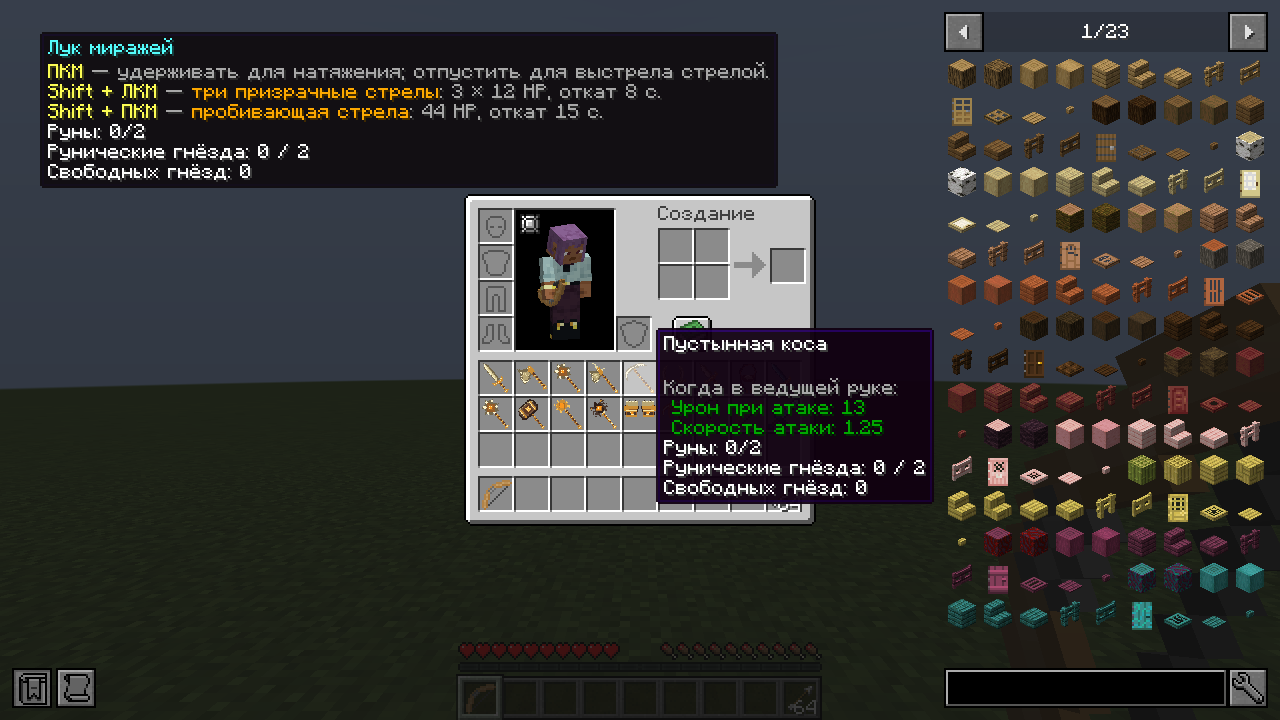 Лук миражей
ПКМ — удерживать для натяжения; отпустить для выстрела стрелой.
Shift + ЛКМ — три призрачные стрелы: 3 × 12 HP, откат 8 с.
Shift + ПКМ — пробивающая стрела: 44 HP, откат 15 с.
Руны: 0/2
Рунические гнёзда: 0 / 2
Свободных гнёзд: 0
1/23
Создание
Пустынная коса
Когда в ведущей руке:
Урон при атаке: 13
Скорость атаки: 1.25
Руны: 0/2
Рунические гнёзда: 0 / 2
Свободных гнёзд: 0
64